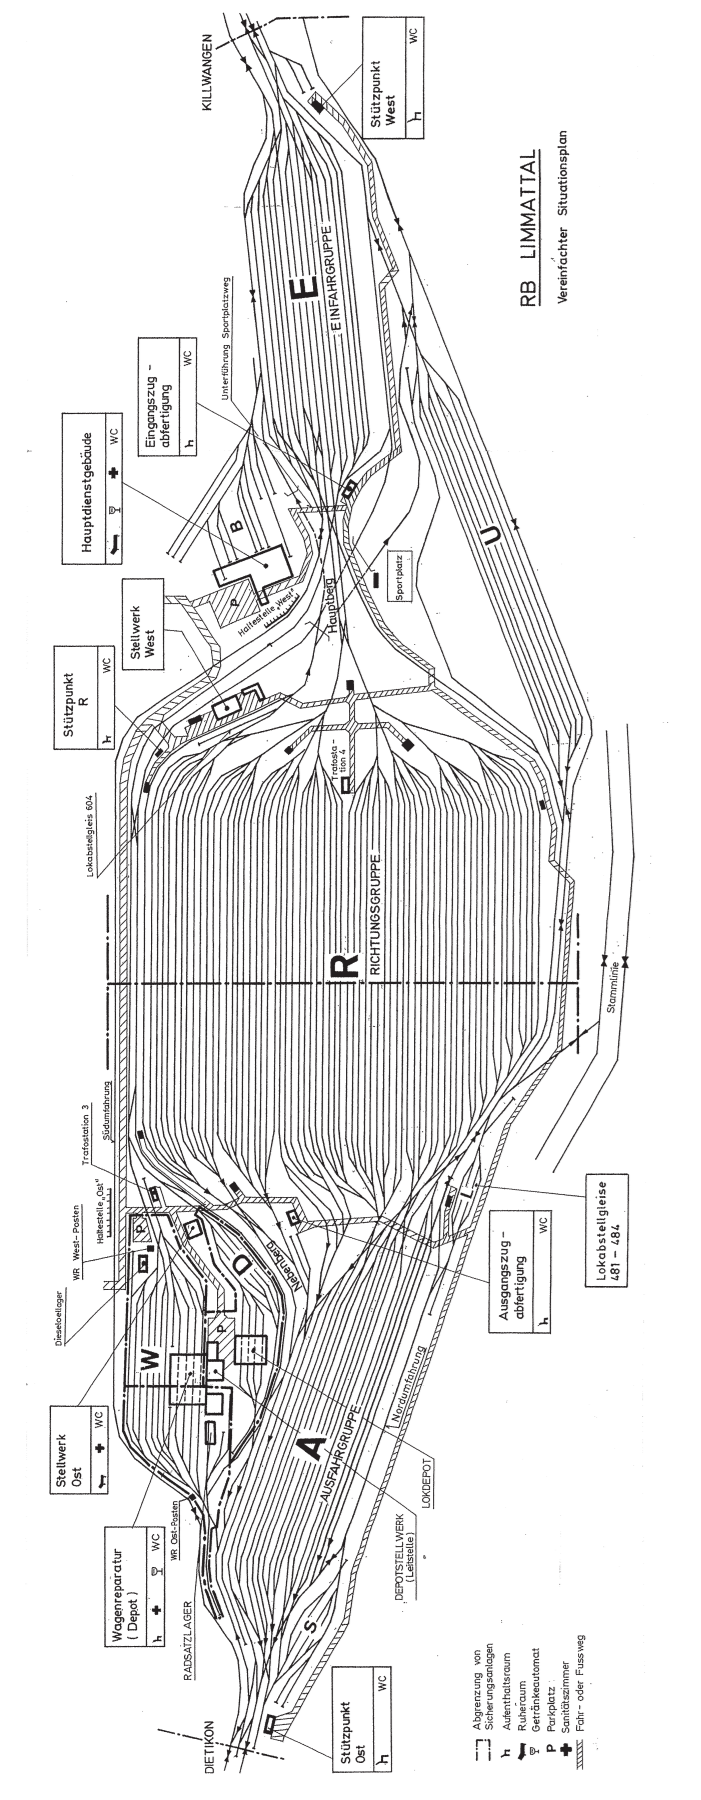 RB LIMMATTAL
Vereinfachter Situationsplan
KILLWANGEN
Stützpunkt
West
WC
E
EINFAHRGRUPPE
Unterführung Sportplatzweg
Eingangszug-
abfertigung
WC
Hauptdienstgebäude
WC
B
P
Haltestelle „West"
Hauptberg
Sportplatz
U
Stellwerk
West
Stützpunkt
R
WC
Trafosta-
tion 4
Lokabstellgleis 604
R
RICHTUNGSGRUPPE
Stammlinie
Südumfahrung
Trafostation 3
Haltestelle „Ost"
WR West-Posten
Dieseloellager
P
D
Nebenberg
L
Lokabstellgleise
481 – 484
Ausgangszug-
abfertigung
WC
W
P
Stellwerk
Ost
WC
A
AUSFAHRGRUPPE
Nordumfahrung
LOKDEPOT
DEPOTSTELLWERK
(Leitstelle)
Wagenreparatur
( Depot )
WC
WR Ost-Posten
RADSATZLAGER
S
DIETIKON
Stützpunkt
Ost
WC
Abgrenzung von
Sicherungsanlagen
Aufenthaltsraum
Ruheraum
Getränkeautomat
P Parkplatz
Sanitätszimmer
Fahr- oder Fussweg